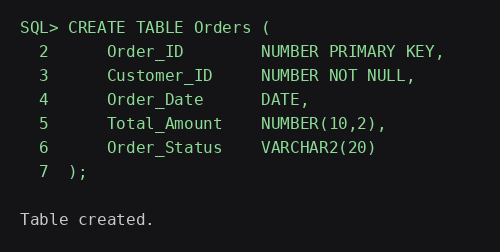 SQL> CREATE TABLE Orders (
  2      Order_ID        NUMBER PRIMARY KEY,
  3      Customer_ID     NUMBER NOT NULL,
  4      Order_Date      DATE,
  5      Total_Amount    NUMBER(10,2),
  6      Order_Status    VARCHAR2(20)
  7  );

Table created.